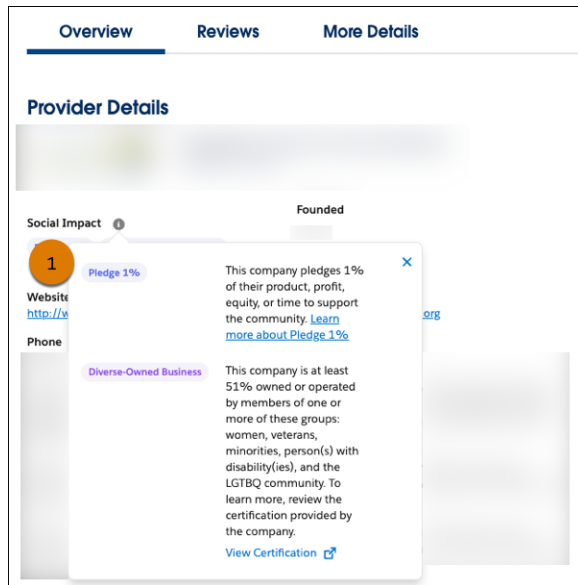 Overview Reviews More Details
Provider Details
Social Impact
Founded
1
Pledge 1%
This company pledges 1%
of their product, profit,
equity, or time to support
the community. Learn
more about Pledge 1%
Website
http://w
org
Phone
Diverse-Owned Business
This company is at least
51% owned or operated
by members of one or
more of these groups:
women, veterans,
minorities, person(s) with
disability(ies), and the
LGTBQ community. To
learn more, review the
certification provided by
the company.
View Certification